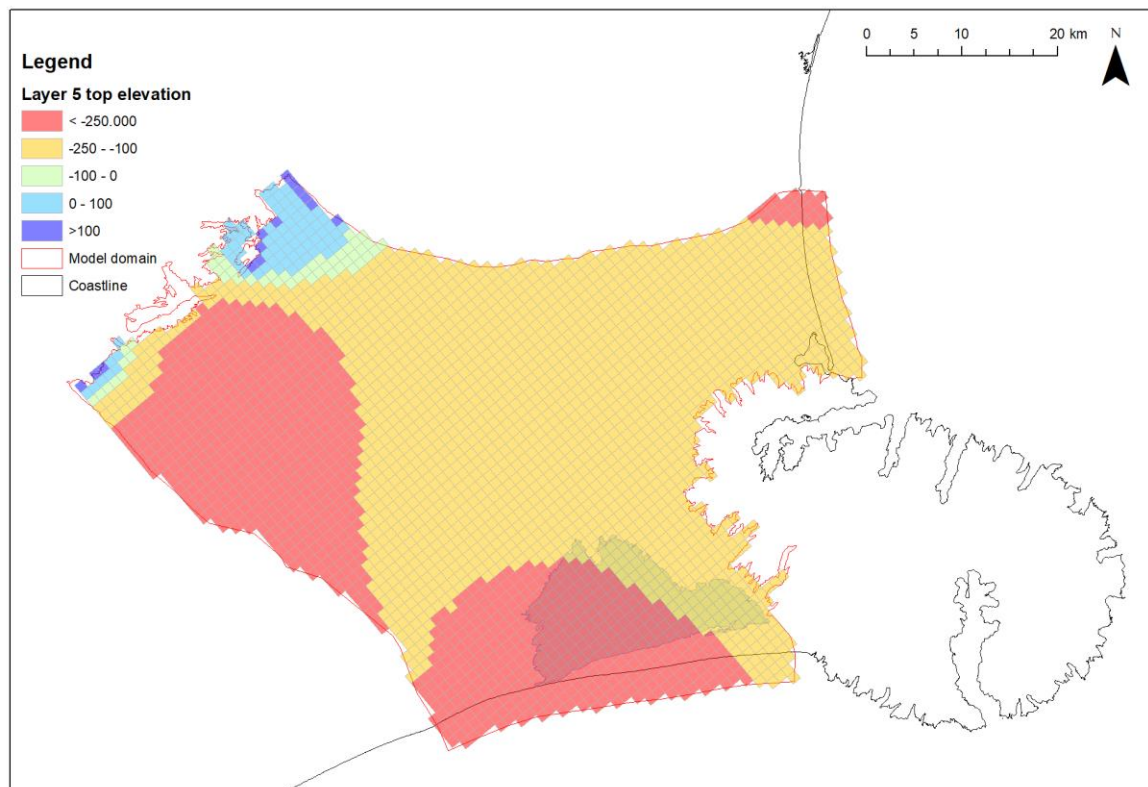 Legend
Layer 5 top elevation
< -250.000
-250 - -100
-100 - 0
0 - 100
>100
Model domain
Coastline
0 5 10 20 km
N